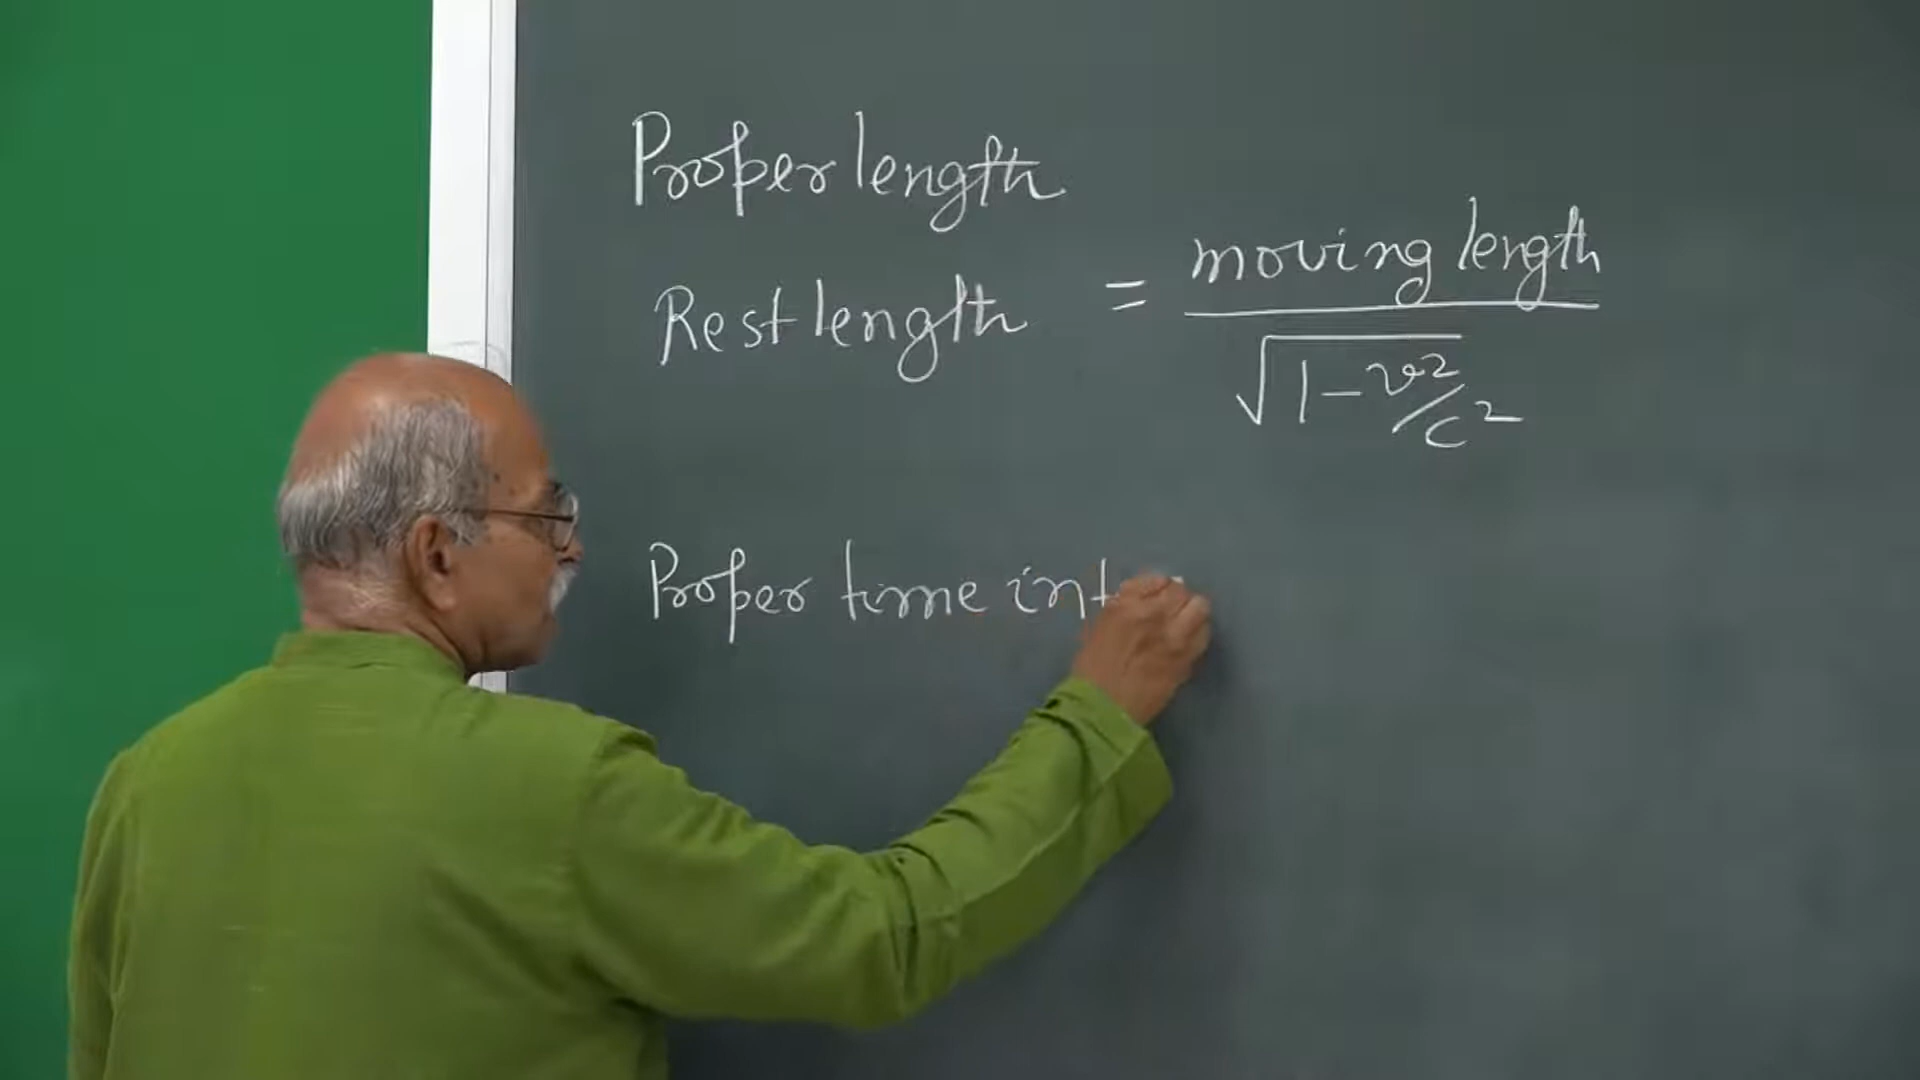 Proper length
Rest length = moving length / √1-v²/c²
Proper time int